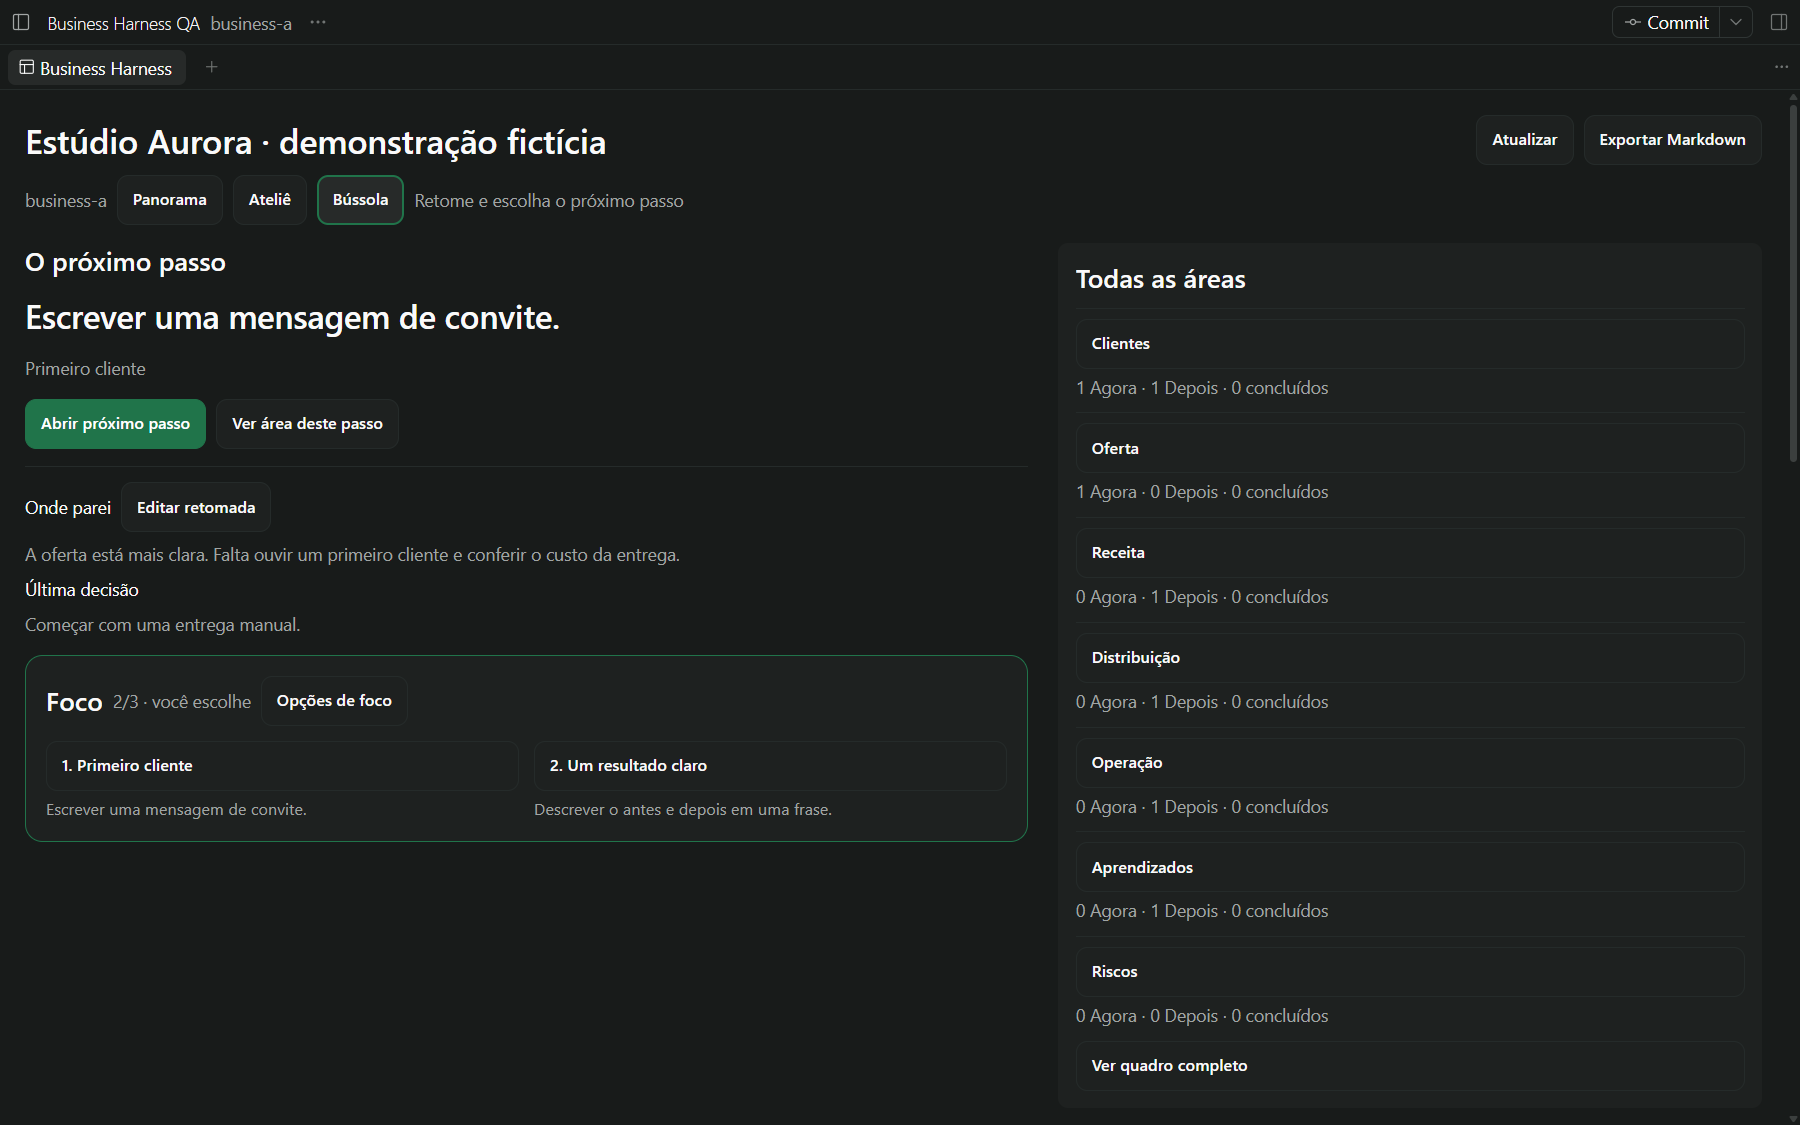 Business Harness QA business-a ···
Commit
Business Harness
Estúdio Aurora · demonstração fictícia
Atualizar
Exportar Markdown
business-a Panorama Ateliê Bússola Retome e escolha o próximo passo
O próximo passo
Escrever uma mensagem de convite.
Primeiro cliente
Abrir próximo passo
Ver área deste passo
Onde parei Editar retomada
A oferta está mais clara. Falta ouvir um primeiro cliente e conferir o custo da entrega.
Última decisão
Começar com uma entrega manual.
Foco 2/3 · você escolhe Opções de foco
1. Primeiro cliente
Escrever uma mensagem de convite.
2. Um resultado claro
Descrever o antes e depois em uma frase.
Todas as áreas
Clientes
1 Agora · 1 Depois · 0 concluídos
Oferta
1 Agora · 0 Depois · 0 concluídos
Receita
0 Agora · 1 Depois · 0 concluídos
Distribuição
0 Agora · 1 Depois · 0 concluídos
Operação
0 Agora · 1 Depois · 0 concluídos
Aprendizados
0 Agora · 1 Depois · 0 concluídos
Riscos
0 Agora · 0 Depois · 0 concluídos
Ver quadro completo